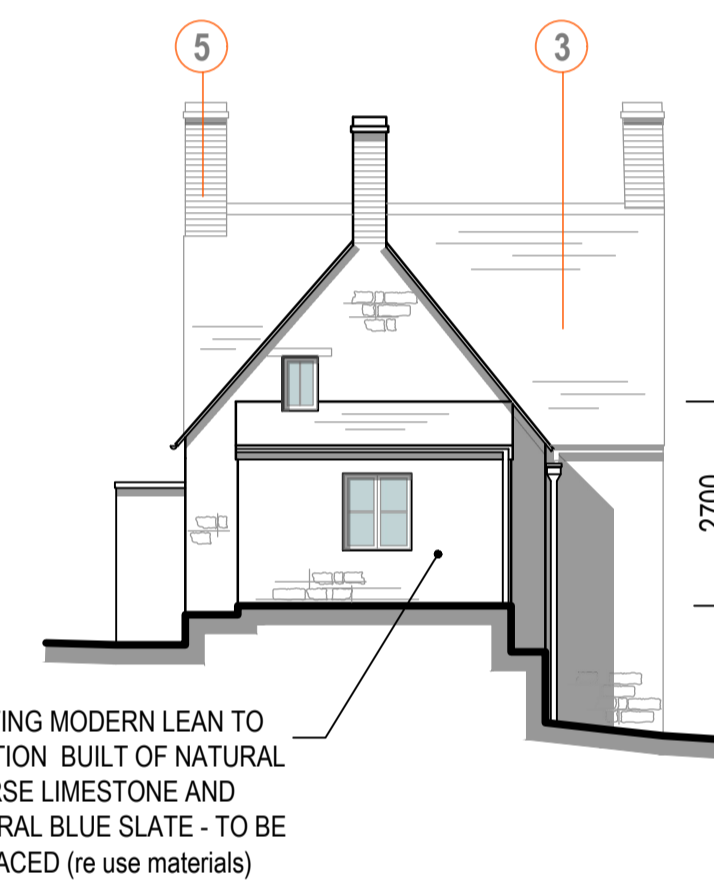 5
3
2700
ING MODERN LEAN TO
TION BUILT OF NATURAL
RSE LIMESTONE AND
RAL BLUE SLATE - TO BE
ACED (re use materials)